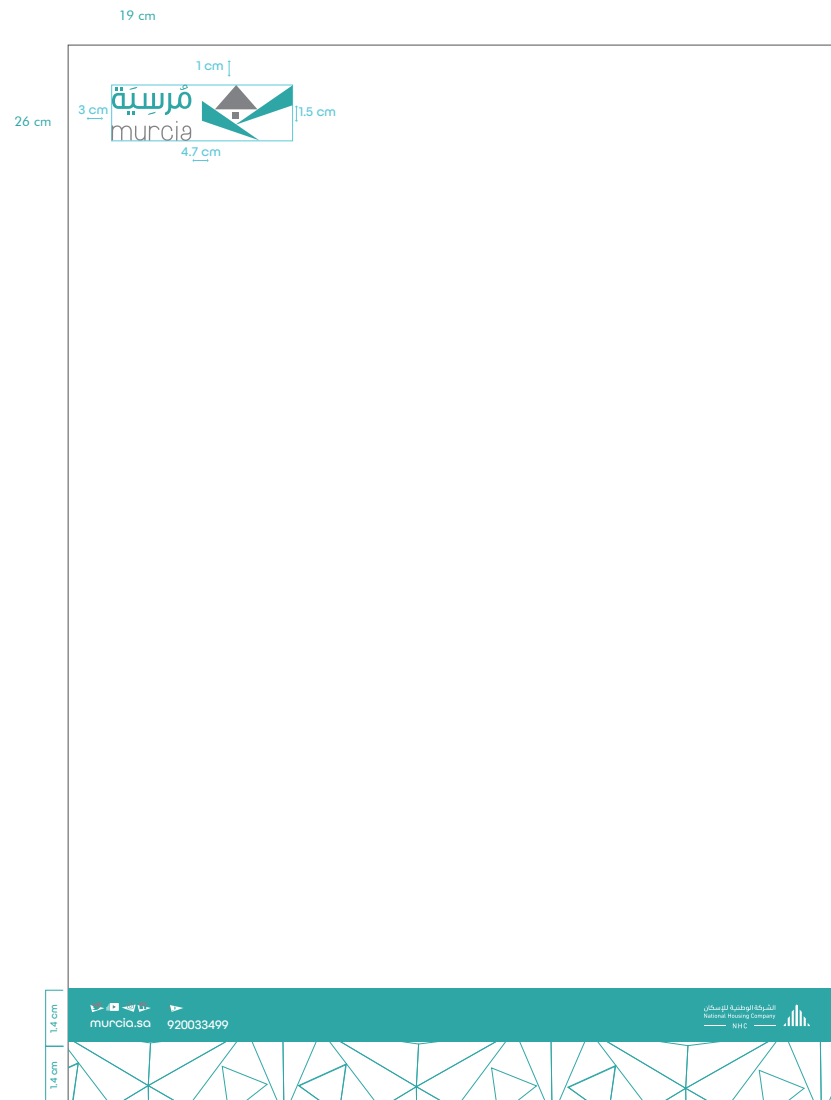 19 cm
1 cm
مُرسِيَة
3 cm
1.5 cm
26 cm
murcia
4.7 cm
1.4 cm
murcia.sa
920033499
الشركة الوطنية للإسكان
National Housing Company
NHC
1.4 cm